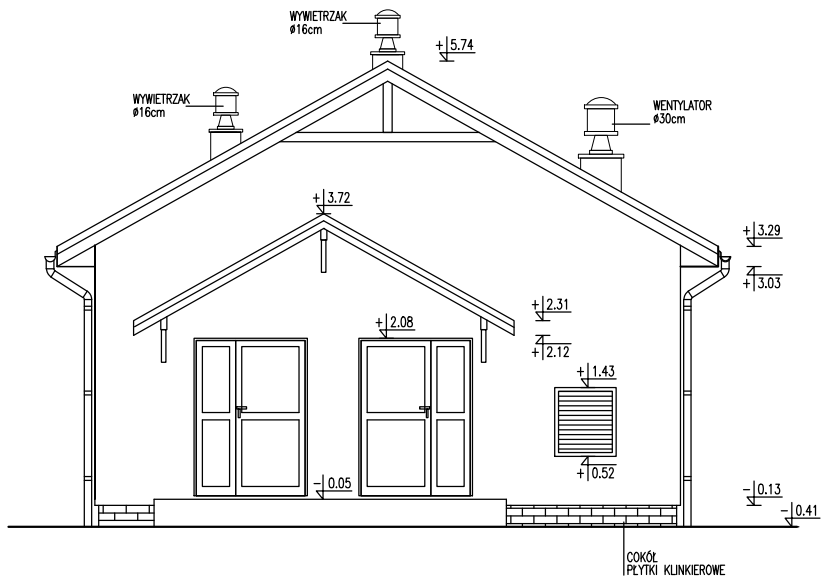 WYWIETRZAK
ø16cm
+5.74
WYWIETRZAK
ø16cm
WENTYLATOR
ø30cm
+3.72
+3.29
+3.03
+2.31
+2.08
+2.12
+1.43
+0.52
-0.05
-0.13
-0.41
COKÓŁ
PŁYTKI KLINKIEROWE